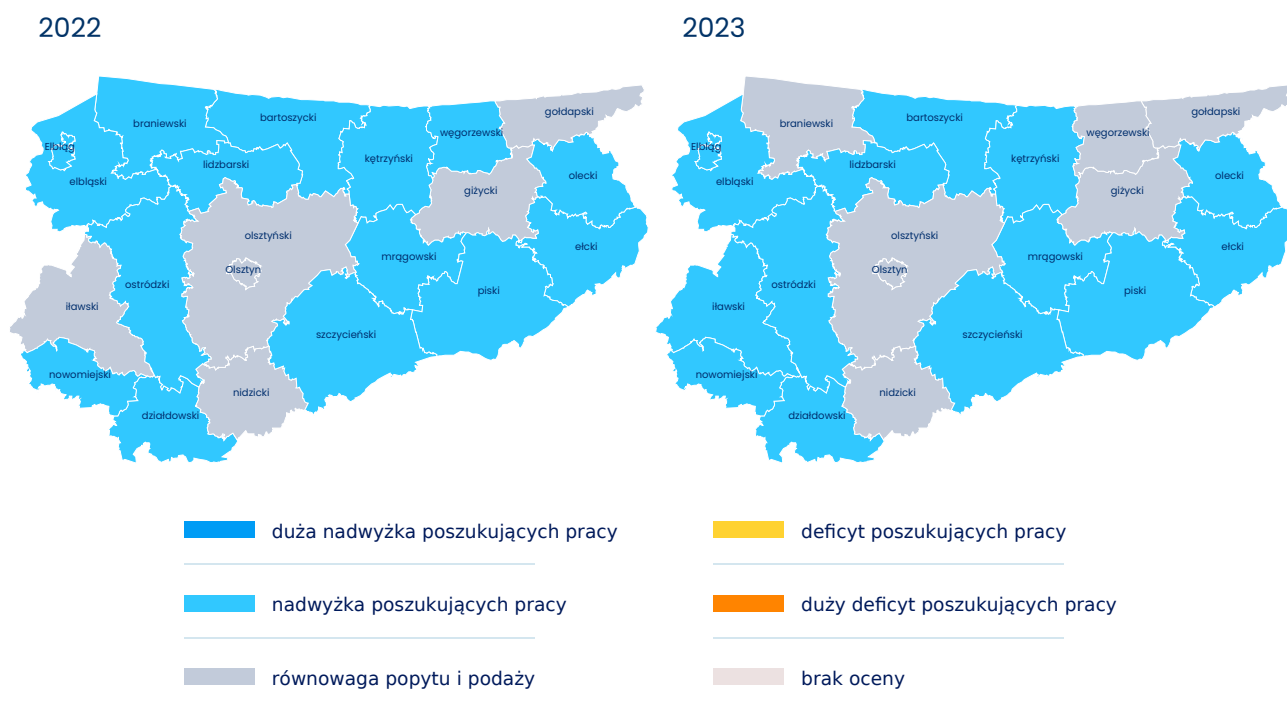 2022
2023
gołdapski
braniewski
bartoszycki
węgorzewski
Elbląg
lidzbarski
kętrzyński
elbląski
giżycki
olecki
olsztyński
ełcki
mrągowski
Olsztyn
ostródzki
piski
iławski
szczycieński
nowomiejski
nidzicki
działdowski
gołdapski
braniewski
bartoszycki
węgorzewski
Elbląg
lidzbarski
kętrzyński
elbląski
giżycki
olecki
olsztyński
ełcki
mrągowski
Olsztyn
ostródzki
piski
iławski
szczycieński
nowomiejski
nidzicki
działdowski
duża nadwyżka poszukujących pracy
nadwyżka poszukujących pracy
równowaga popytu i podaży
deficyt poszukujących pracy
duży deficyt poszukujących pracy
brak oceny